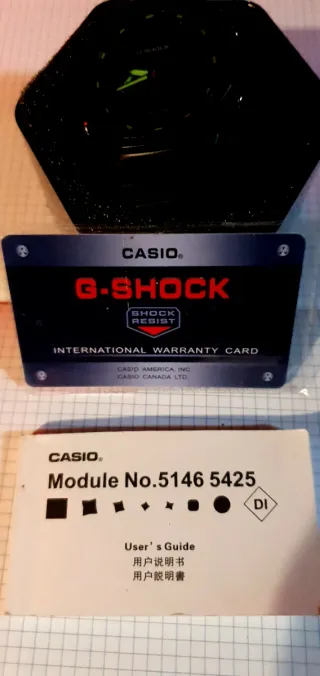 CASIO®
G-SHOCK
SHOCK
RESIST
INTERNATIONAL WARRANTY CARD
CASIO AMERICA, INC.
CASIO CANADA LTD.
CASIO®
Module No.5146 5425
DI
User's Guide
用户说明书
用戶說明書